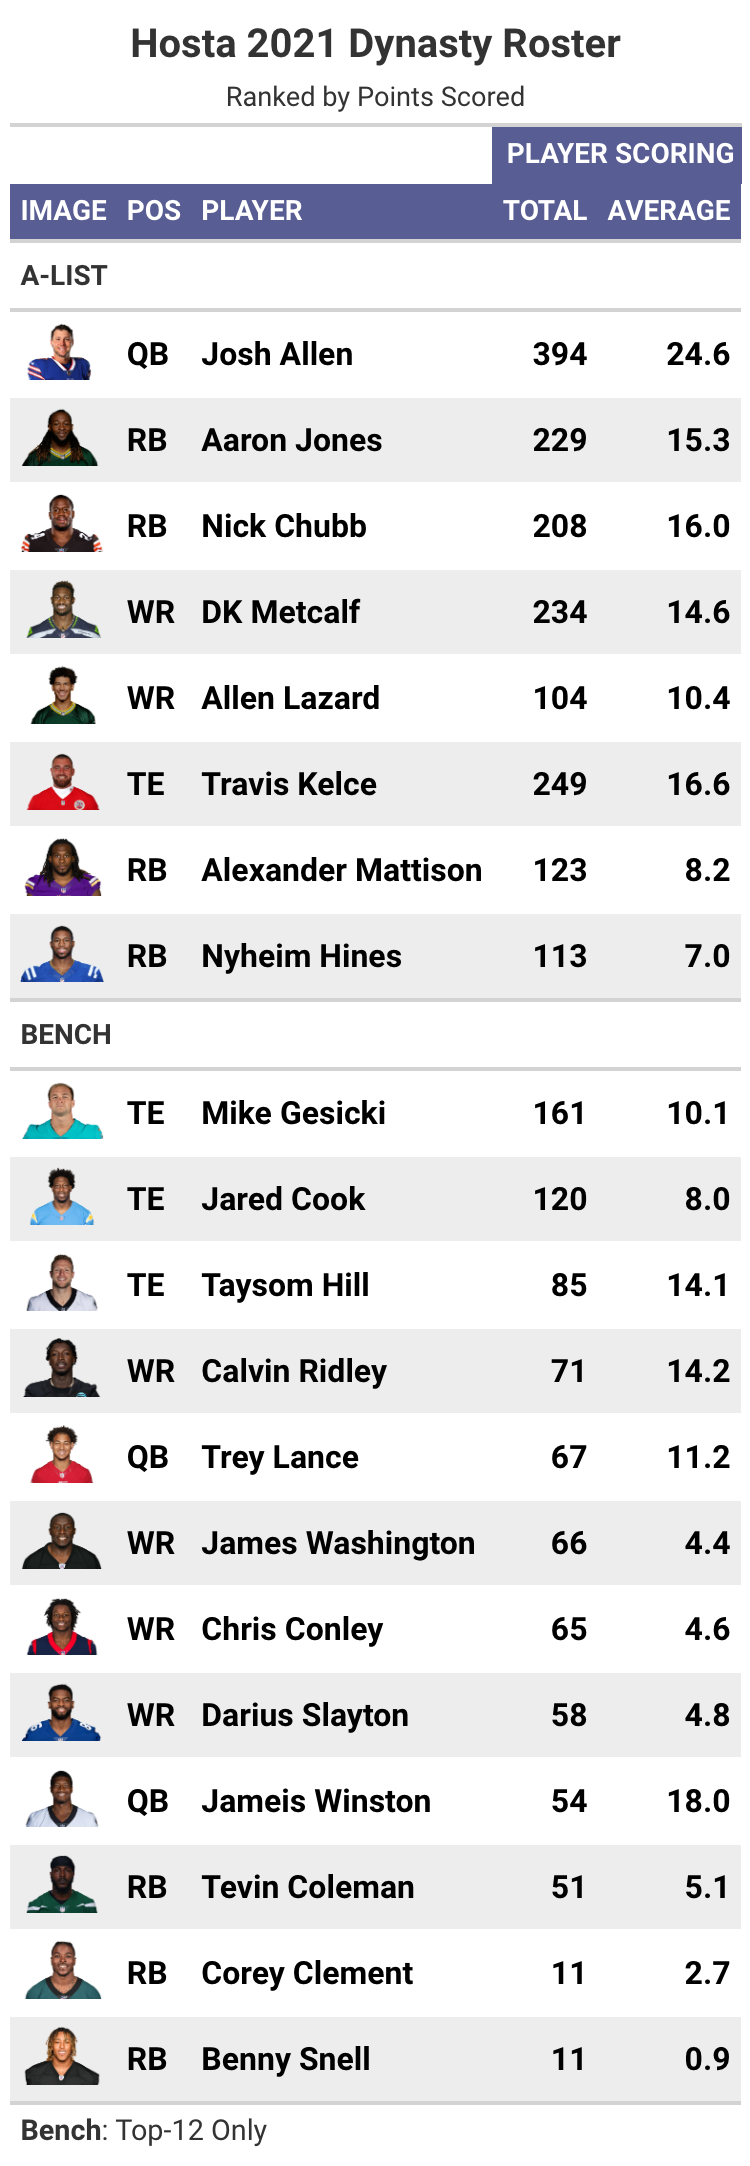 Hosta 2021 Dynasty Roster
Ranked by Points Scored
PLAYER SCORING
IMAGE POS PLAYER TOTAL AVERAGE
A-LIST
QB Josh Allen 394 24.6
RB Aaron Jones 229 15.3
RB Nick Chubb 208 16.0
WR DK Metcalf 234 14.6
WR Allen Lazard 104 10.4
TE Travis Kelce 249 16.6
RB Alexander Mattison 123 8.2
RB Nyheim Hines 113 7.0
BENCH
TE Mike Gesicki 161 10.1
TE Jared Cook 120 8.0
TE Taysom Hill 85 14.1
WR Calvin Ridley 71 14.2
QB Trey Lance 67 11.2
WR James Washington 66 4.4
WR Chris Conley 65 4.6
WR Darius Slayton 58 4.8
QB Jameis Winston 54 18.0
RB Tevin Coleman 51 5.1
RB Corey Clement 11 2.7
RB Benny Snell 11 0.9
Bench: Top-12 Only